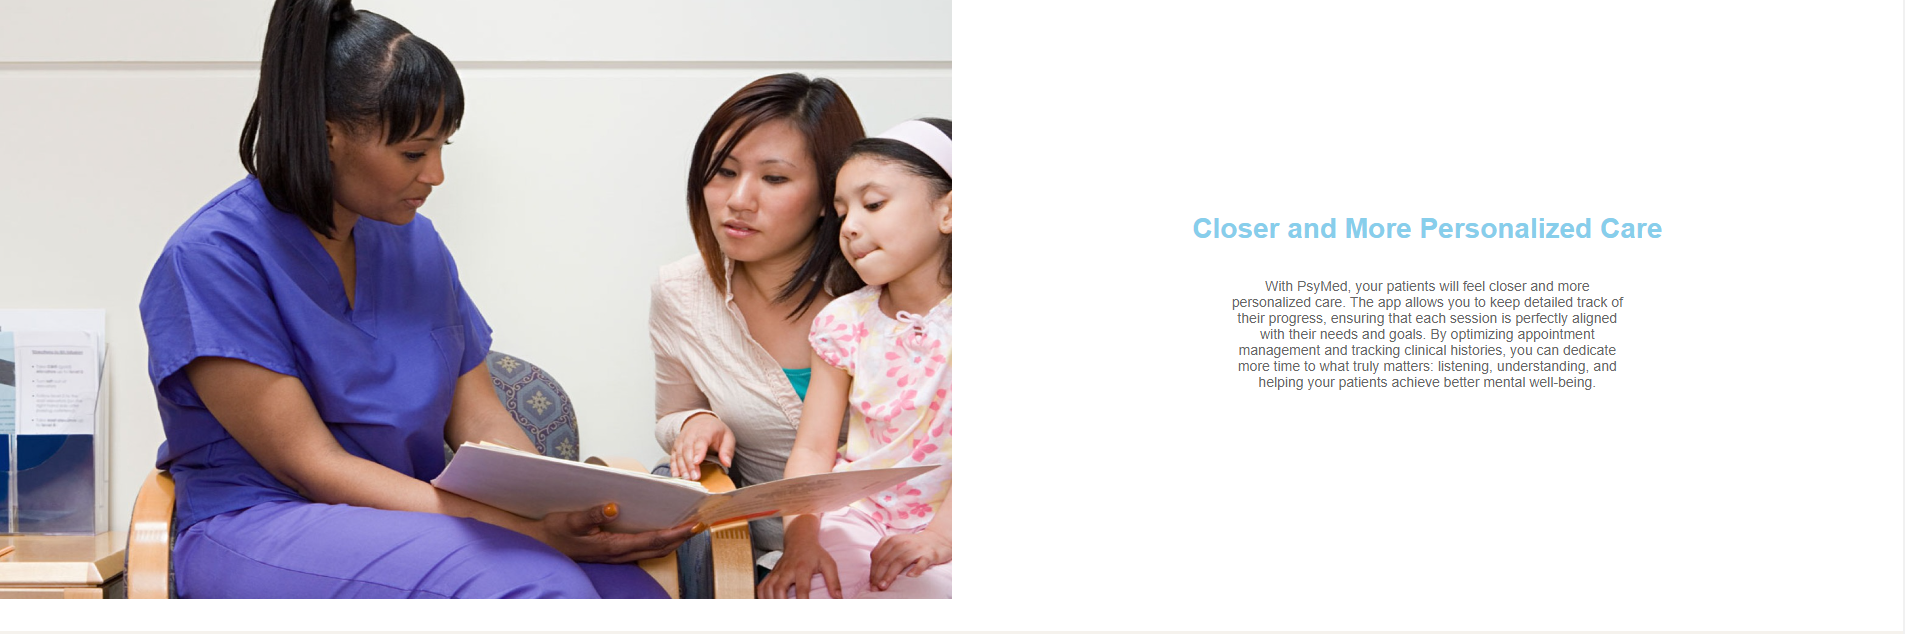 Closer and More Personalized Care
With PsyMed, your patients will feel closer and more
personalized care. The app allows you to keep detailed track of
their progress, ensuring that each session is perfectly aligned
with their needs and goals. By optimizing appointment
management and tracking clinical histories, you can dedicate
more time to what truly matters: listening, understanding, and
helping your patients achieve better mental well-being.